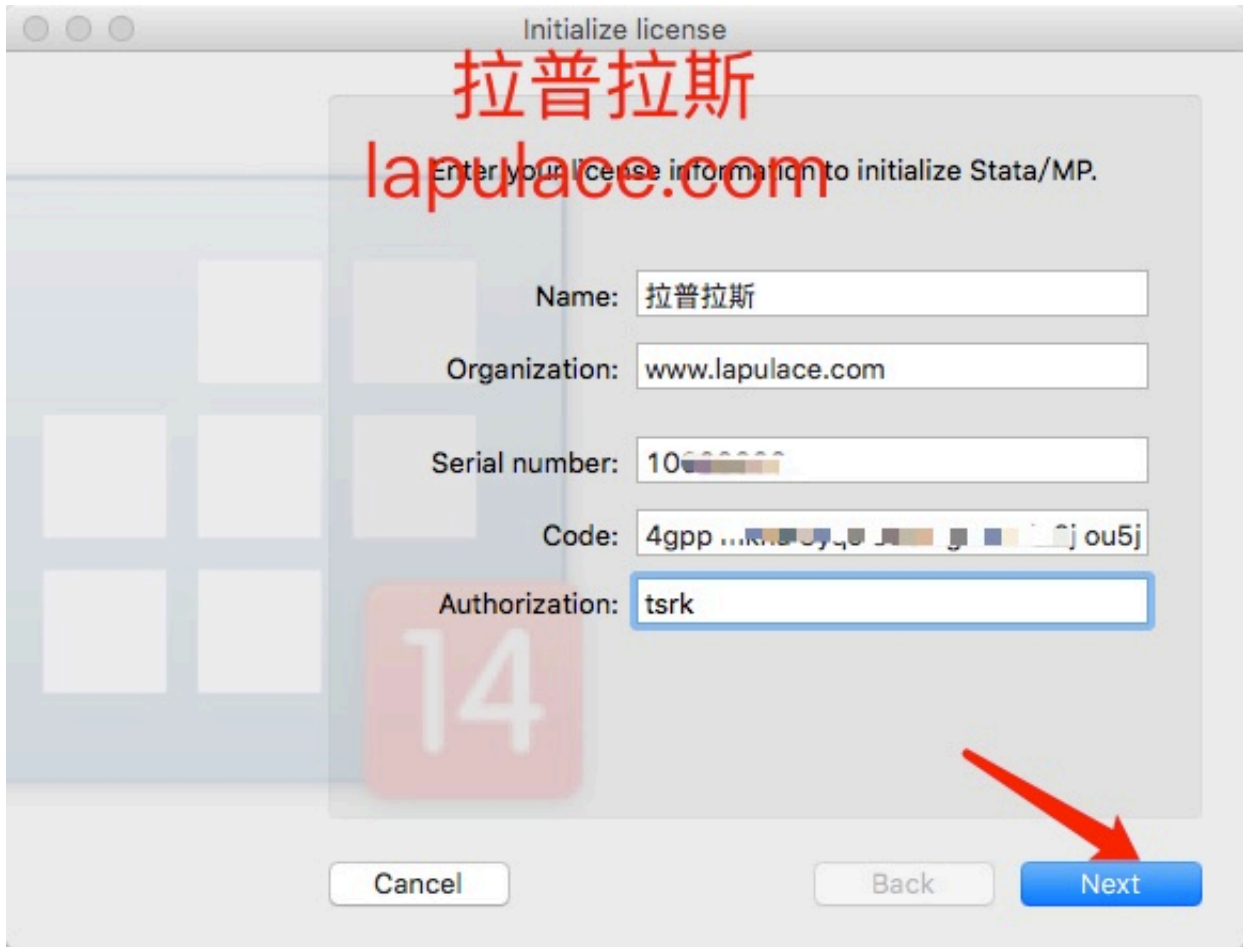 Initialize license
拉普拉斯
lapulace.com
Enter your license information to initialize Stata/MP.
Name: 拉普拉斯
Organization: www.lapulace.com
Serial number: 10
Code: 4gpp ou5j
Authorization: tsrk
14
Cancel Back Next